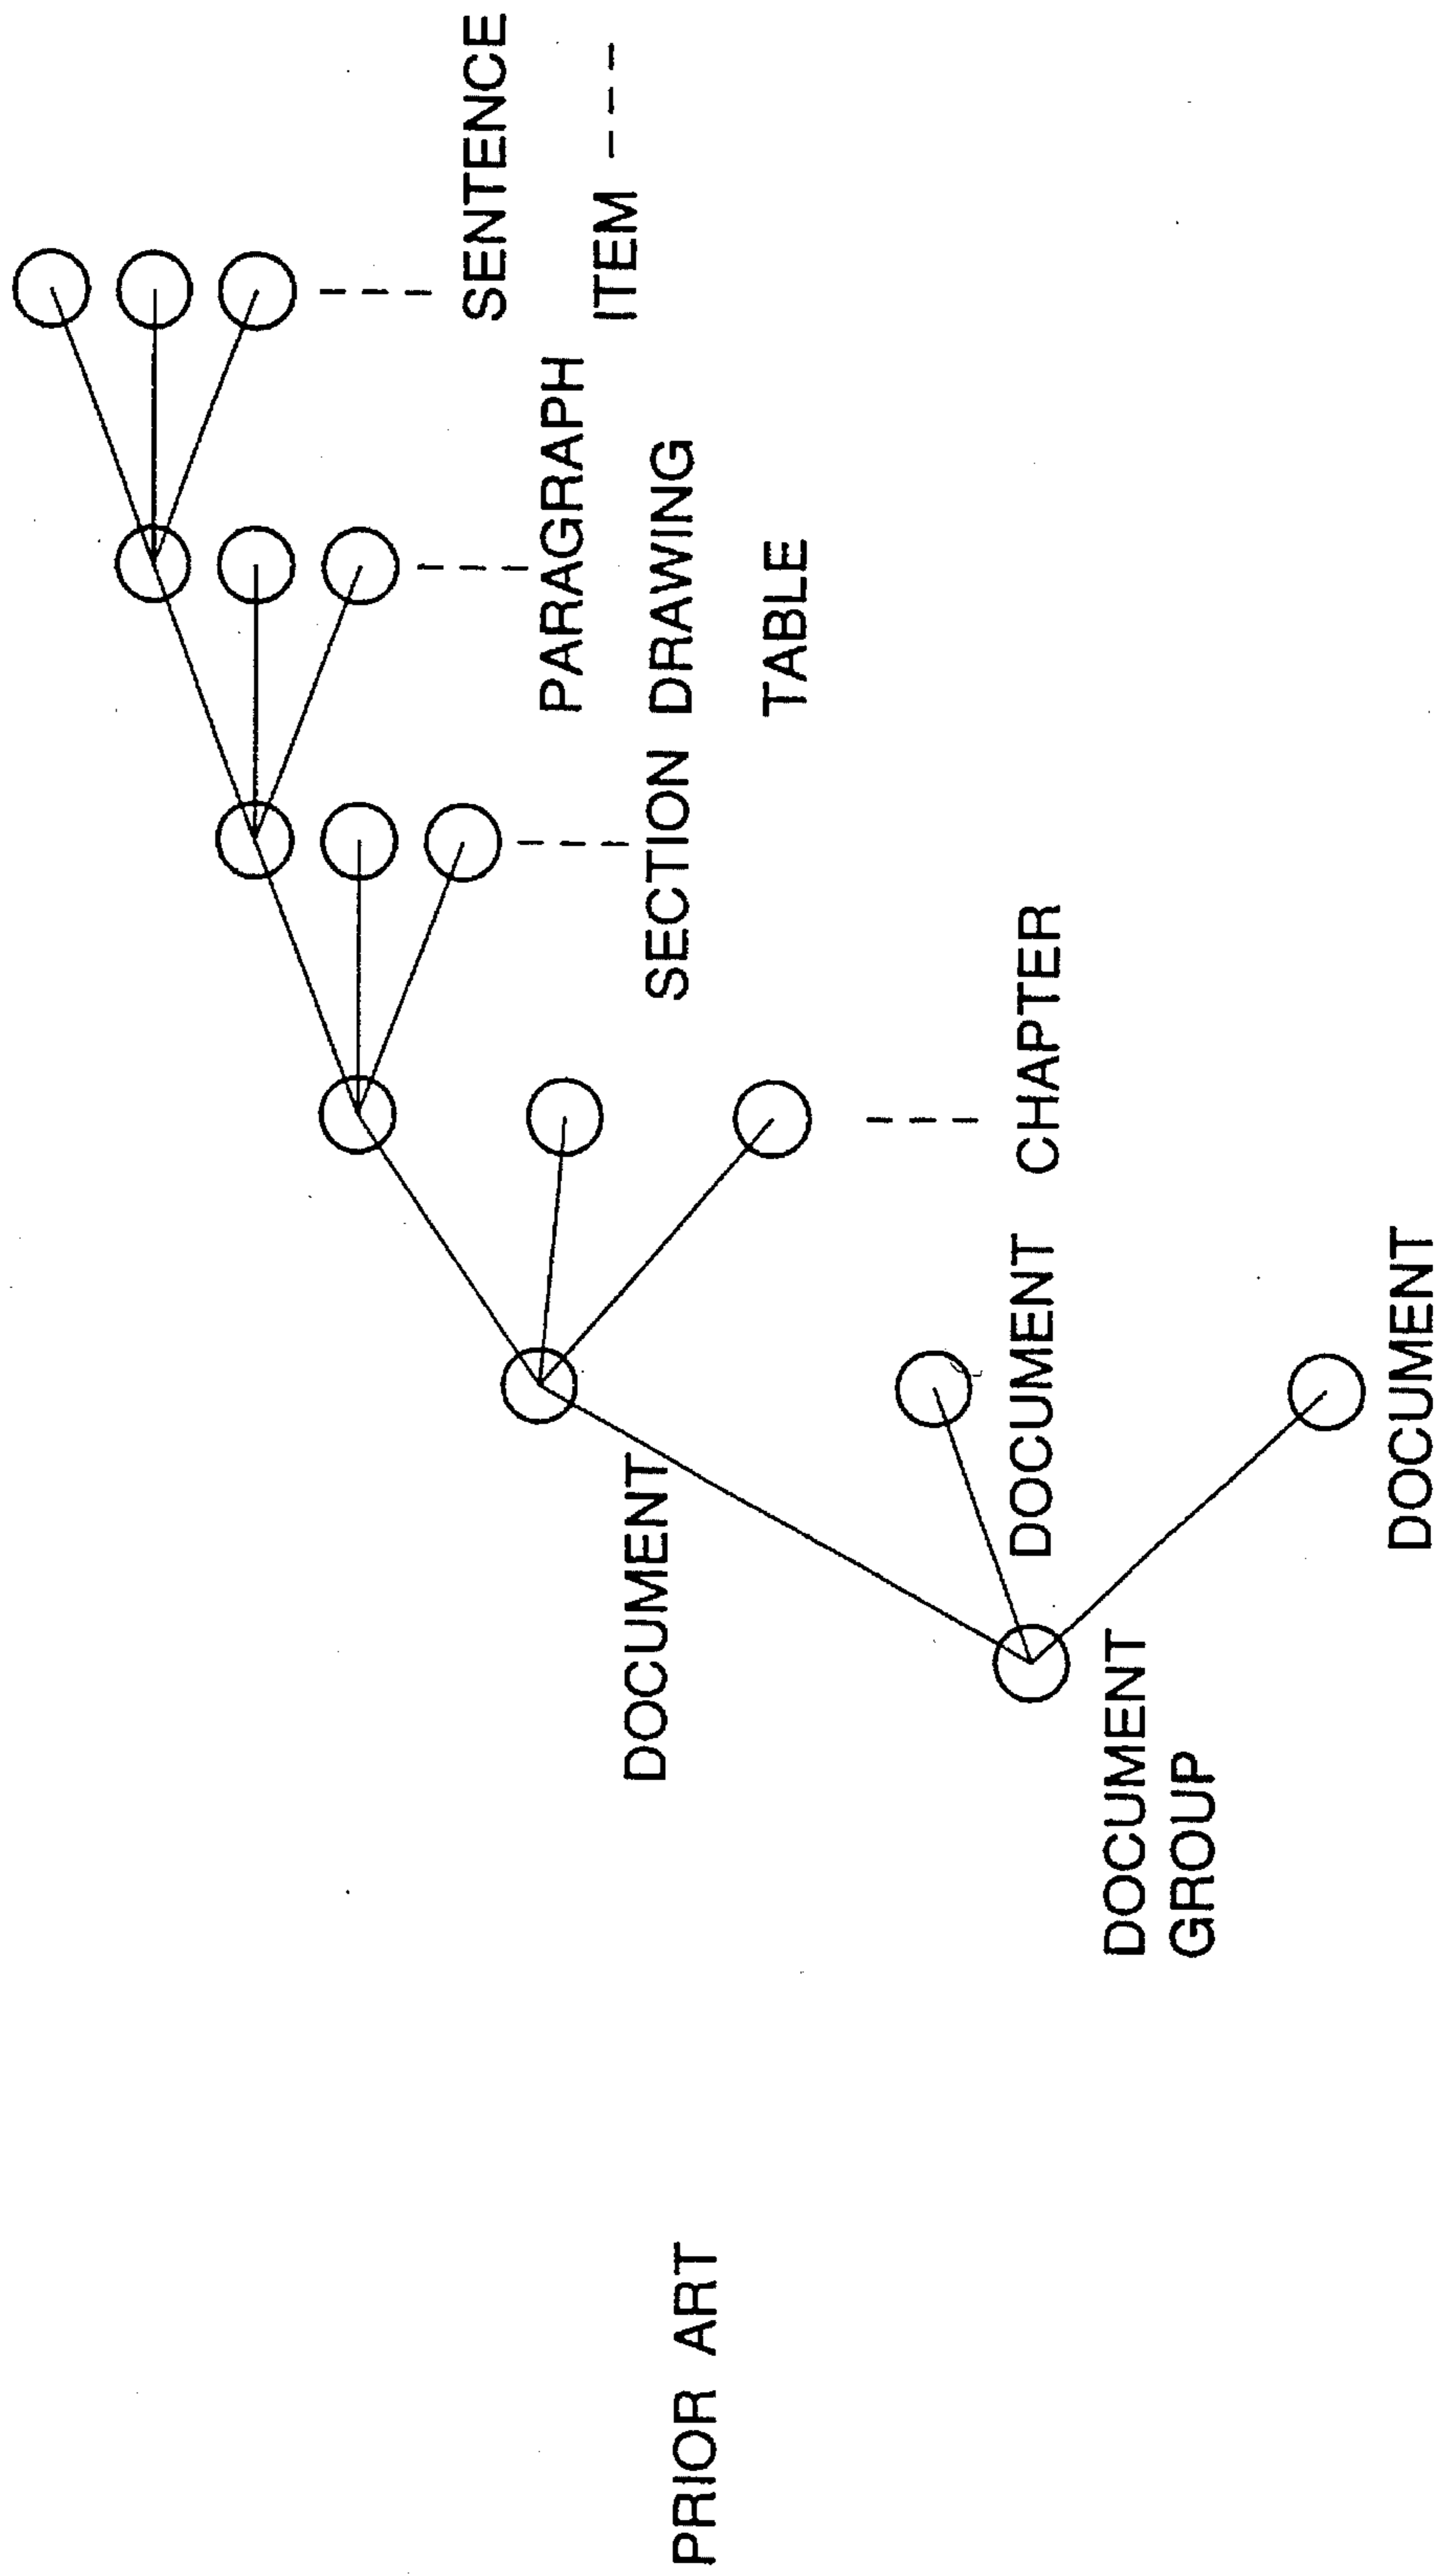 PRIOR ART
DOCUMENT
GROUP
DOCUMENT
DOCUMENT
DOCUMENT
CHAPTER
SECTION
PARAGRAPH
DRAWING
TABLE
SENTENCE
ITEM ---